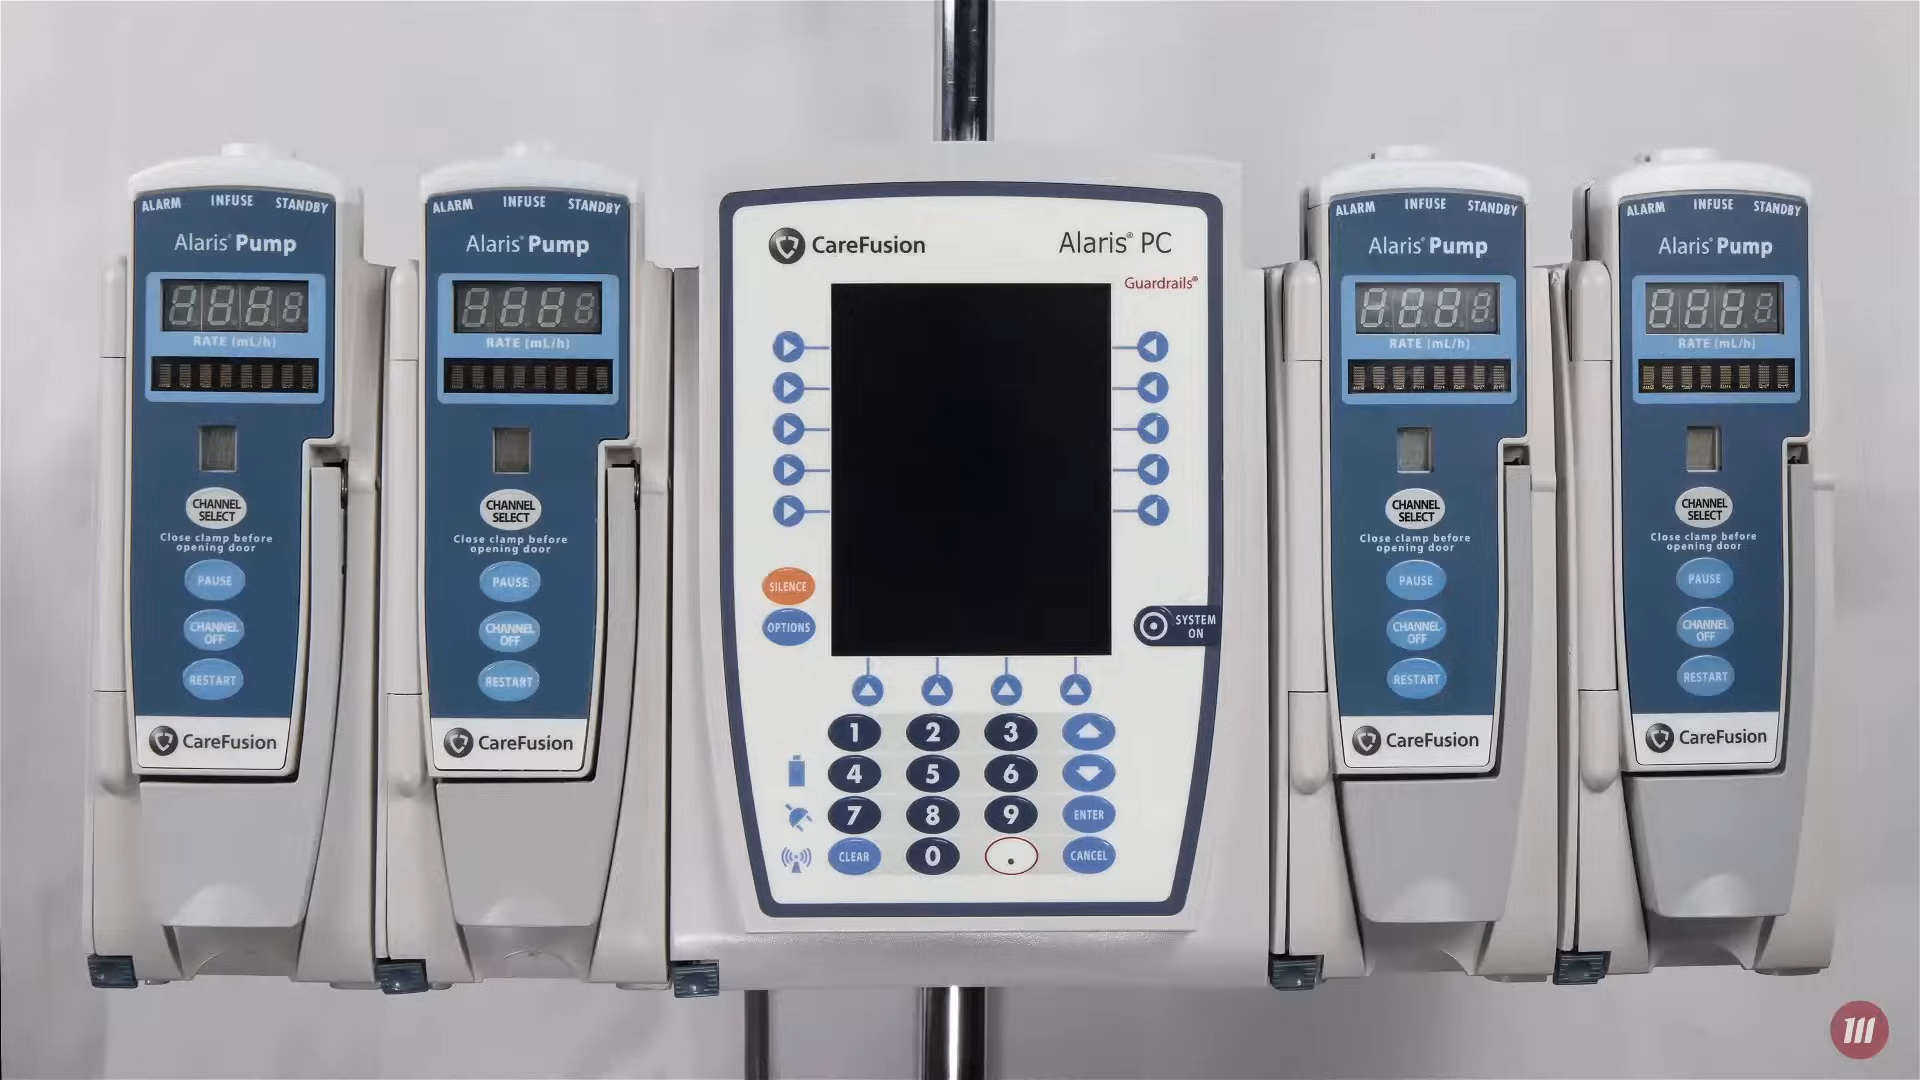 ALARM INFUSE STANDBY
Alaris® Pump
RATE (mL/h)
CHANNEL
SELECT
Close clamp before
opening door
PAUSE
CHANNEL
OFF
RESTART
CareFusion
ALARM INFUSE STANDBY
Alaris® Pump
RATE (mL/h)
CHANNEL
SELECT
Close clamp before
opening door
PAUSE
CHANNEL
OFF
RESTART
CareFusion
CareFusion Alaris® PC
Guardrails®
SILENCE
OPTIONS
SYSTEM
ON
1 2 3
4 5 6
7 8 9 ENTER
CLEAR 0 . CANCEL
ALARM INFUSE STANDBY
Alaris® Pump
RATE (mL/h)
CHANNEL
SELECT
Close clamp before
opening door
PAUSE
CHANNEL
OFF
RESTART
CareFusion
ALARM INFUSE STANDBY
Alaris® Pump
RATE (mL/h)
CHANNEL
SELECT
Close clamp before
opening door
PAUSE
CHANNEL
OFF
RESTART
CareFusion